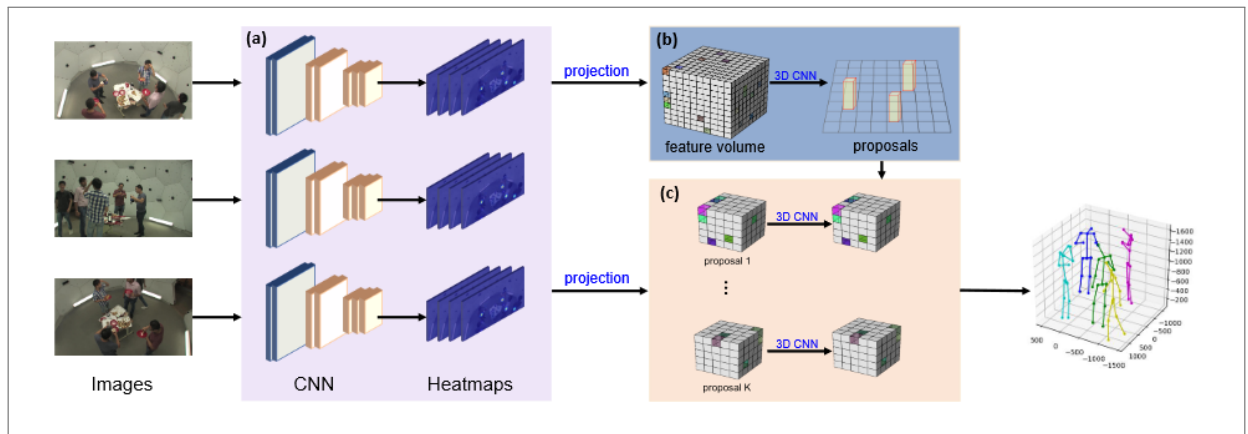 (a)
(b)
projection
3D CNN
feature volume
proposals
(c)
3D CNN
proposal 1
⋮
projection
3D CNN
proposal K
Images
CNN
Heatmaps
1600
1400
1200
1000
-800
-600
-400
-200
500
0
-500
-1000
-1500
1000
500
0
-500
-1000